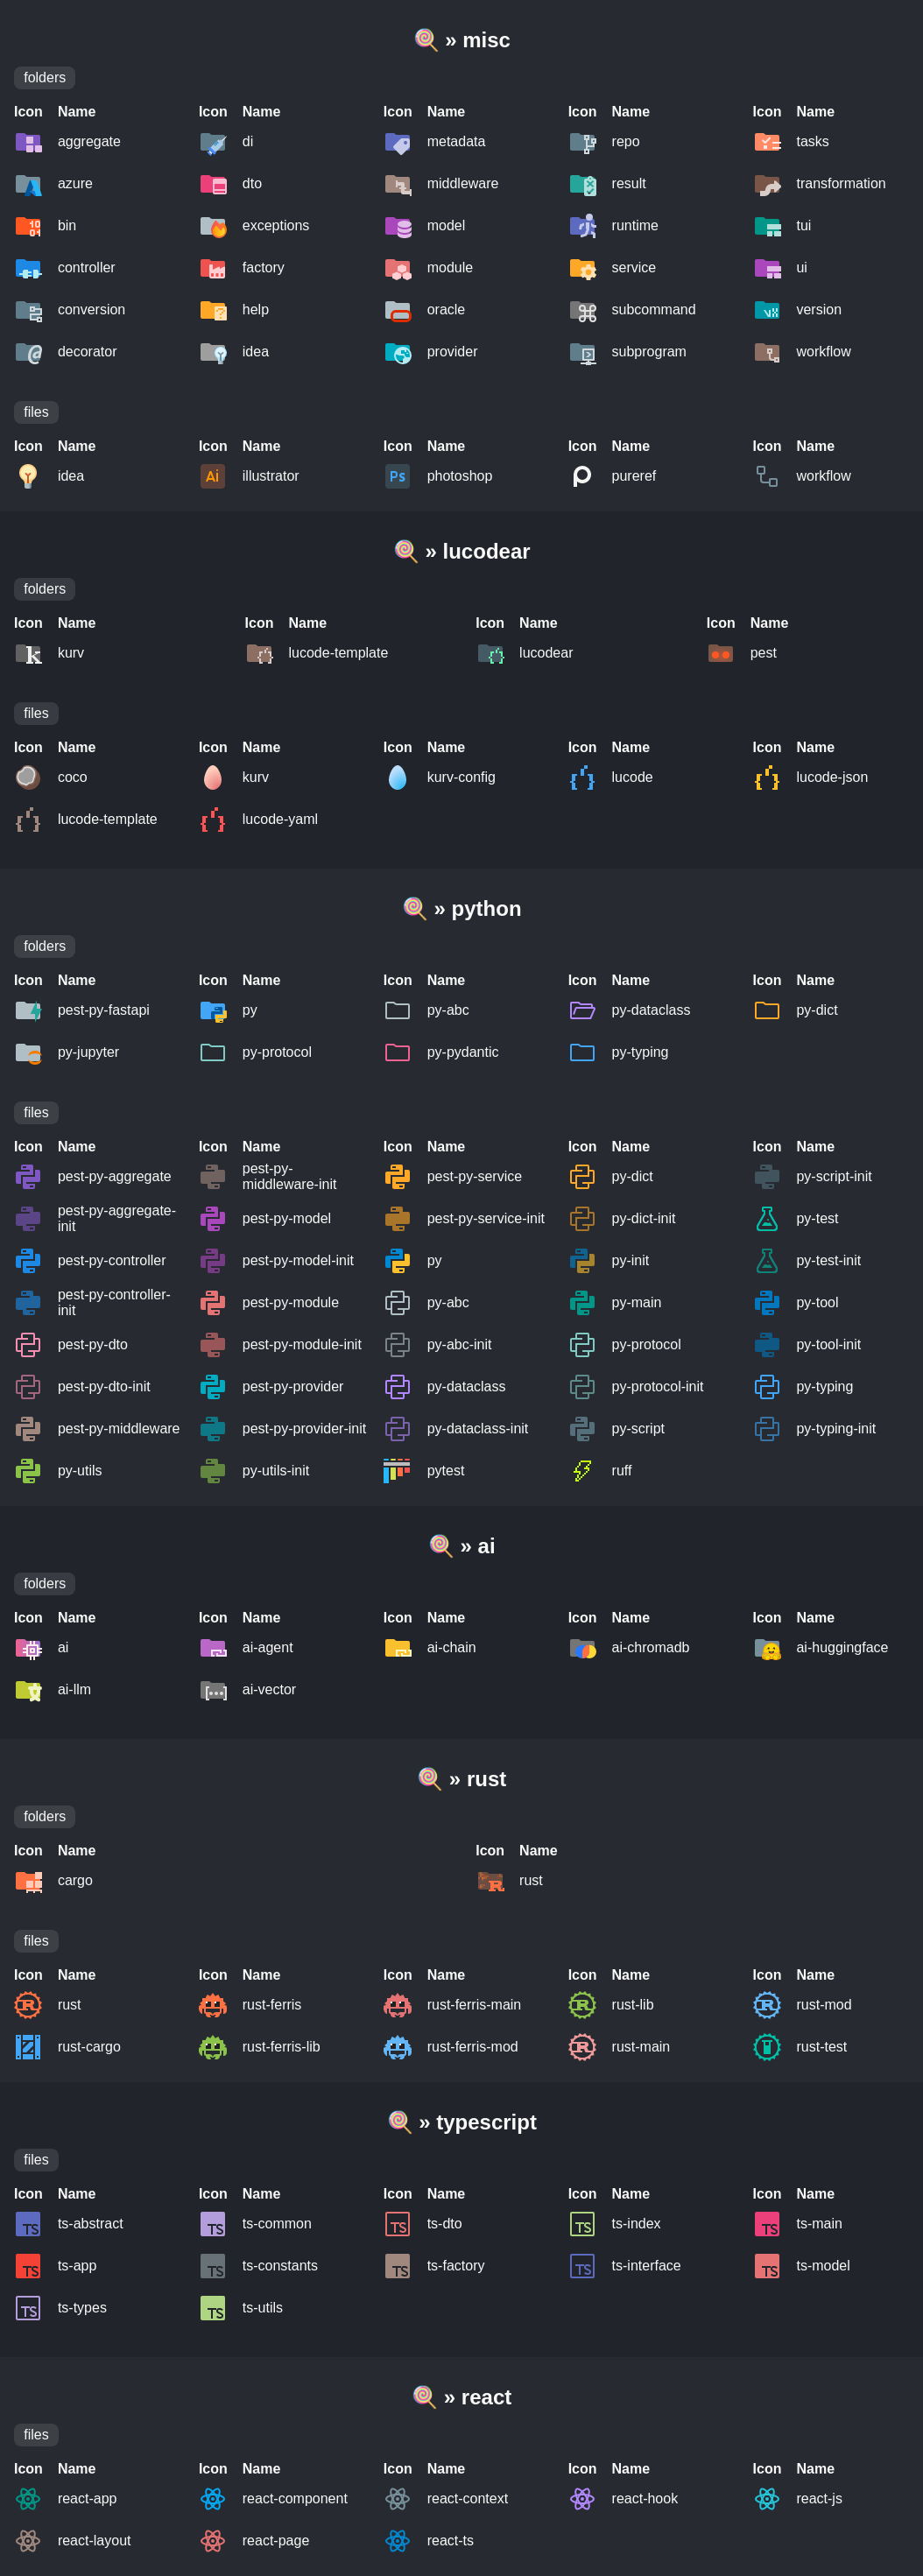 » misc
folders
Icon Name Icon Name Icon Name Icon Name Icon Name
aggregate di metadata repo tasks
azure dto middleware result transformation
bin exceptions model runtime tui
controller factory module service ui
conversion help oracle subcommand version
decorator idea provider subprogram workflow
files
Icon Name Icon Name Icon Name Icon Name Icon Name
idea Ai illustrator Ps photoshop pureref workflow
» lucodear
folders
Icon Name Icon Name Icon Name Icon Name
k kurv lucode-template lucodear pest
files
Icon Name Icon Name Icon Name Icon Name Icon Name
coco kurv kurv-config lucode lucode-json
lucode-template lucode-yaml
» python
folders
Icon Name Icon Name Icon Name Icon Name Icon Name
pest-py-fastapi py py-abc py-dataclass py-dict
py-jupyter py-protocol py-pydantic py-typing
files
Icon Name Icon Name Icon Name Icon Name Icon Name
pest-py-aggregate pest-py-middleware-init pest-py-service py-dict py-script-init
pest-py-aggregate-init pest-py-model pest-py-service-init py-dict-init py-test
pest-py-controller pest-py-model-init py py-init py-test-init
pest-py-controller-init pest-py-module py-abc py-main py-tool
pest-py-dto pest-py-module-init py-abc-init py-protocol py-tool-init
pest-py-dto-init pest-py-provider py-dataclass py-protocol-init py-typing
pest-py-middleware pest-py-provider-init py-dataclass-init py-script py-typing-init
py-utils py-utils-init pytest ruff
» ai
folders
Icon Name Icon Name Icon Name Icon Name Icon Name
ai ai-agent ai-chain ai-chromadb ai-huggingface
ai-llm ai-vector
» rust
folders
Icon Name Icon Name
cargo R rust
files
Icon Name Icon Name Icon Name Icon Name Icon Name
R rust rust-ferris rust-ferris-main R rust-lib R rust-mod
rust-cargo rust-ferris-lib rust-ferris-mod R rust-main rust-test
» typescript
files
Icon Name Icon Name Icon Name Icon Name Icon Name
TS ts-abstract TS ts-common TS ts-dto TS ts-index TS ts-main
TS ts-app TS ts-constants TS ts-factory TS ts-interface TS ts-model
TS ts-types TS ts-utils
» react
files
Icon Name Icon Name Icon Name Icon Name Icon Name
react-app react-component react-context react-hook react-js
react-layout react-page react-ts